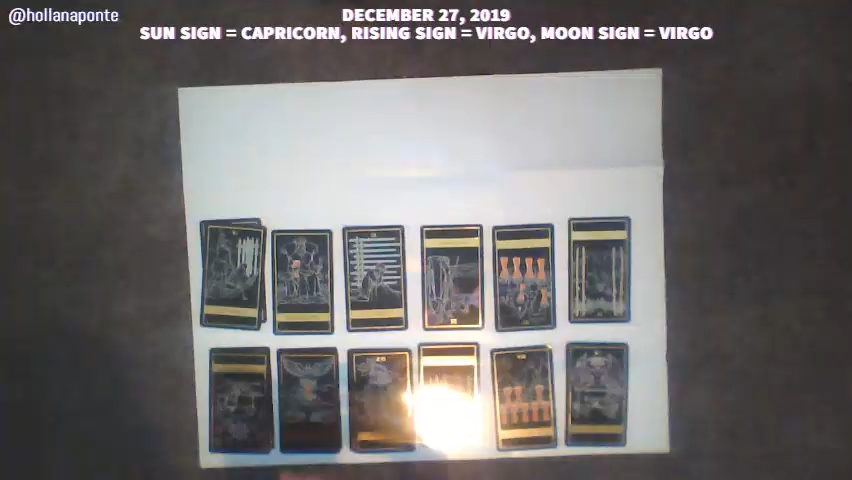 @hollanaponte
DECEMBER 27, 2019
SUN SIGN = CAPRICORN, RISING SIGN = VIRGO, MOON SIGN = VIRGO